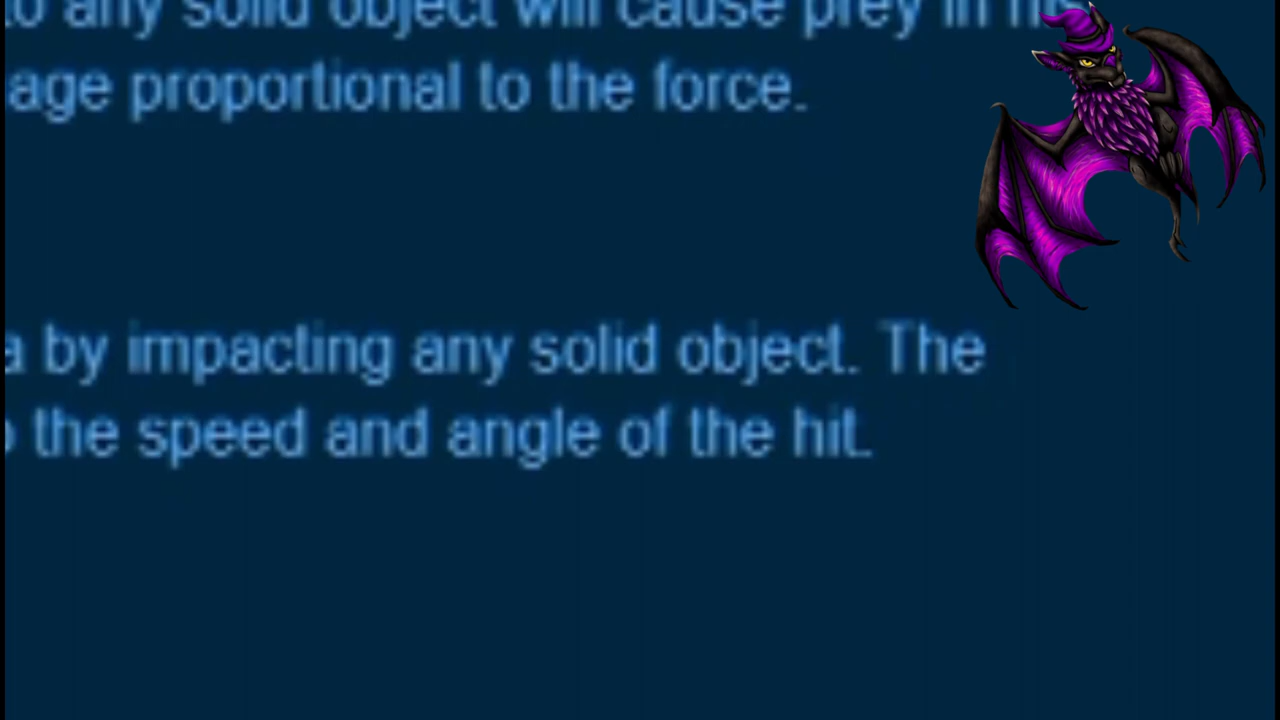 to any solid object will cause prey in his
age proportional to the force.
a by impacting any solid object. The
the speed and angle of the hit.